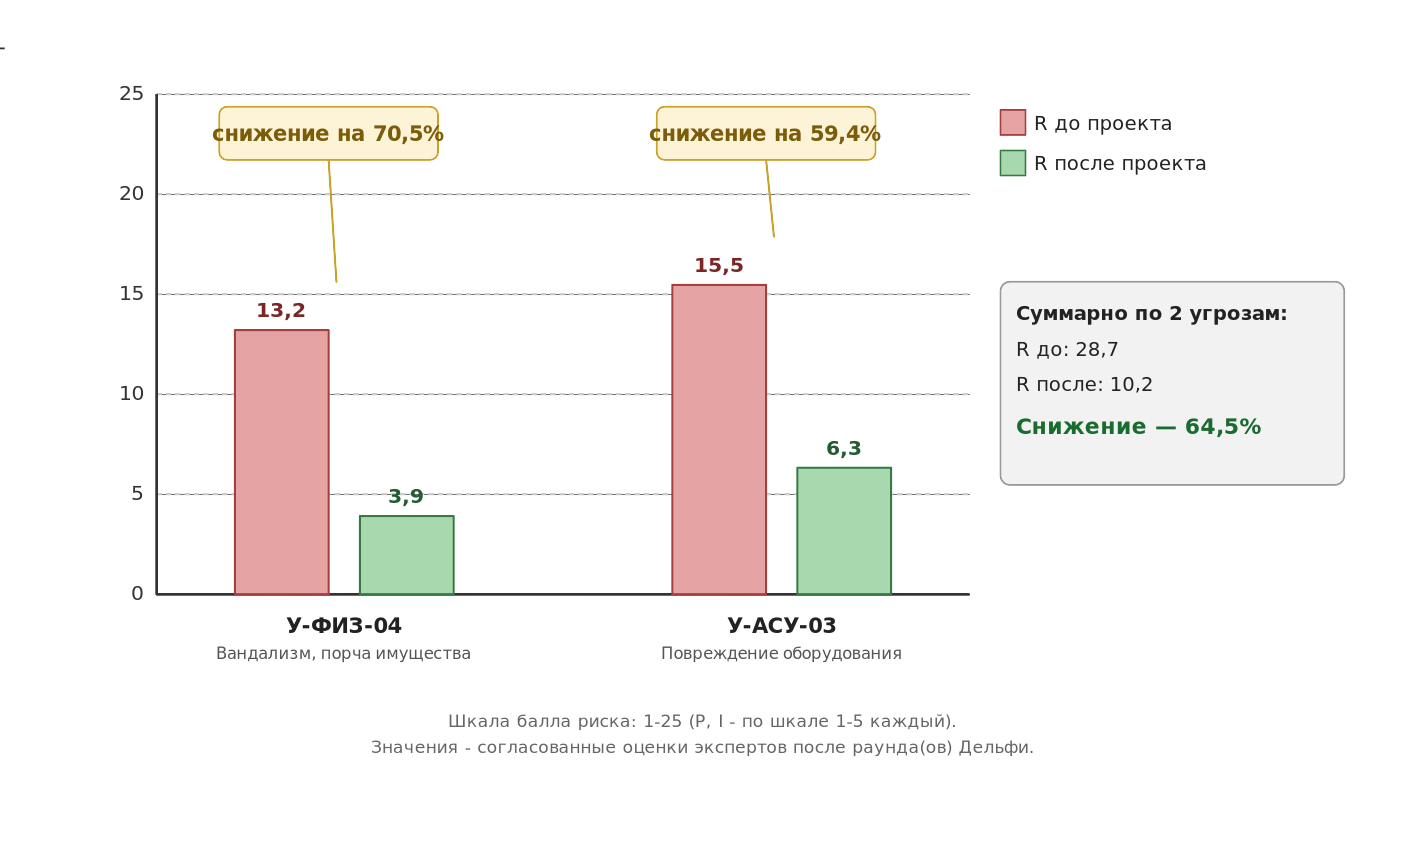 25
20
15
10
5
0
снижение на 70,5%
снижение на 59,4%
13,2
3,9
15,5
6,3
У-ФИЗ-04
Вандализм, порча имущества
У-АСУ-03
Повреждение оборудования
R до проекта
R после проекта
Суммарно по 2 угрозам:
R до: 28,7
R после: 10,2
Снижение — 64,5%
Шкала балла риска: 1-25 (P, I - по шкале 1-5 каждый).
Значения - согласованные оценки экспертов после раунда(ов) Дельфи.